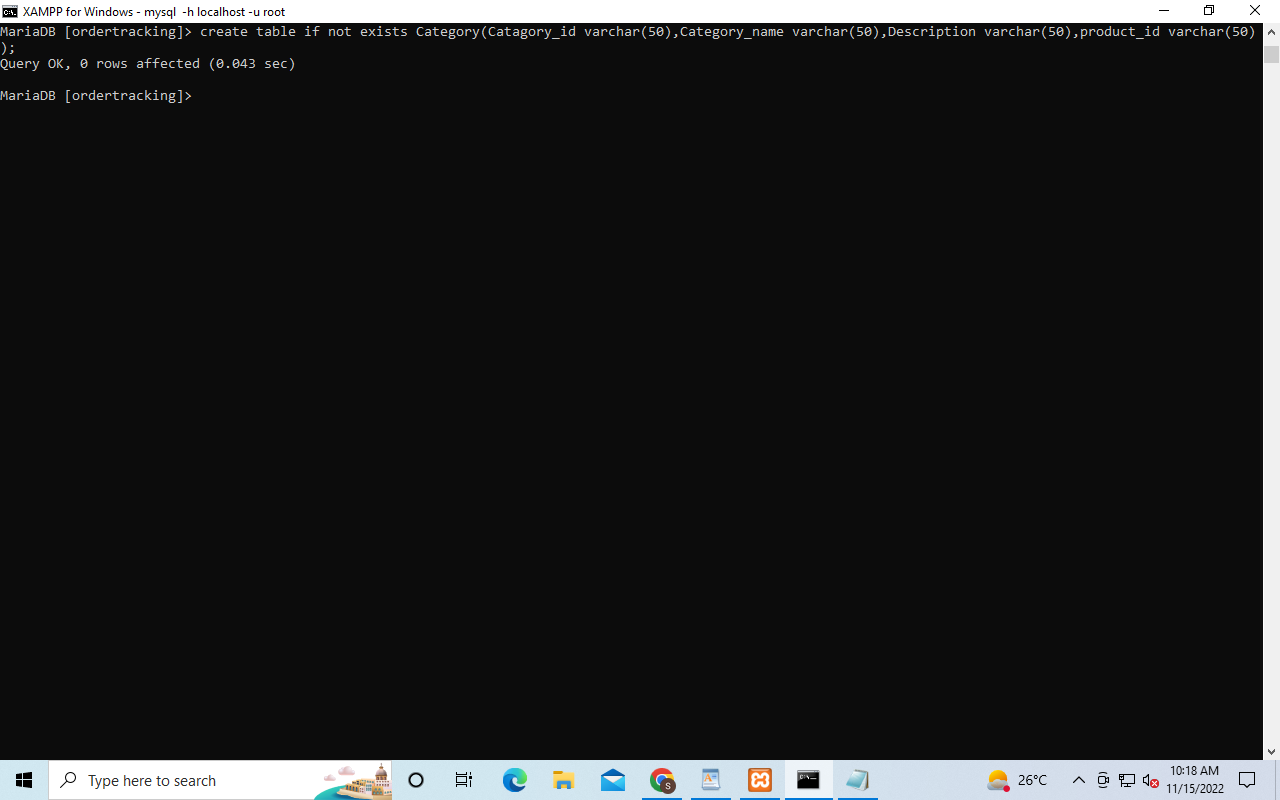 XAMPP for Windows - mysql  -h localhost -u root
MariaDB [ordertracking]> create table if not exists Category(Catagory_id varchar(50),Category_name varchar(50),Description varchar(50),product_id varchar(50)
);
Query OK, 0 rows affected (0.043 sec)
MariaDB [ordertracking]>
Type here to search
S
26°C
10:18 AM
11/15/2022